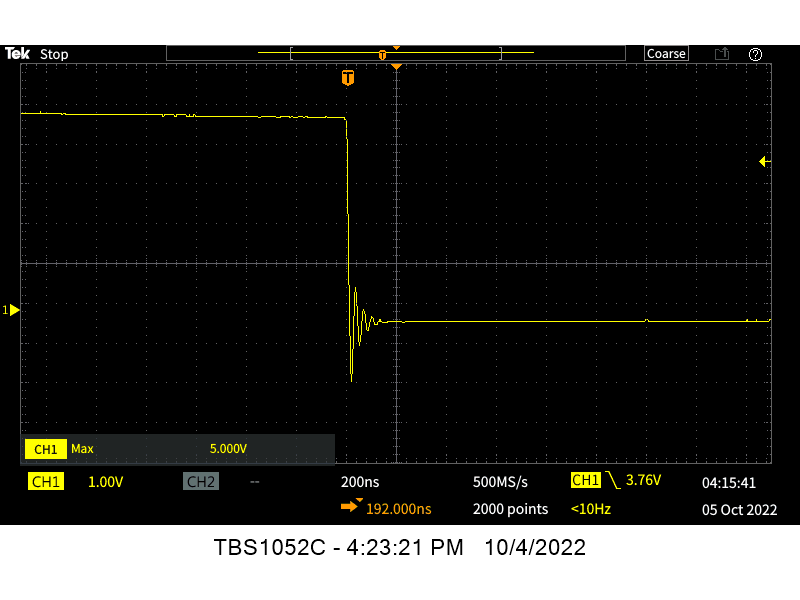 Tek Stop Coarse
T
T
1
CH1 Max 5.000V
CH1 1.00V CH2 -- 200ns 500MS/s CH1 3.76V 04:15:41
192.000ns 2000 points <10Hz 05 Oct 2022
TBS1052C - 4:23:21 PM 10/4/2022